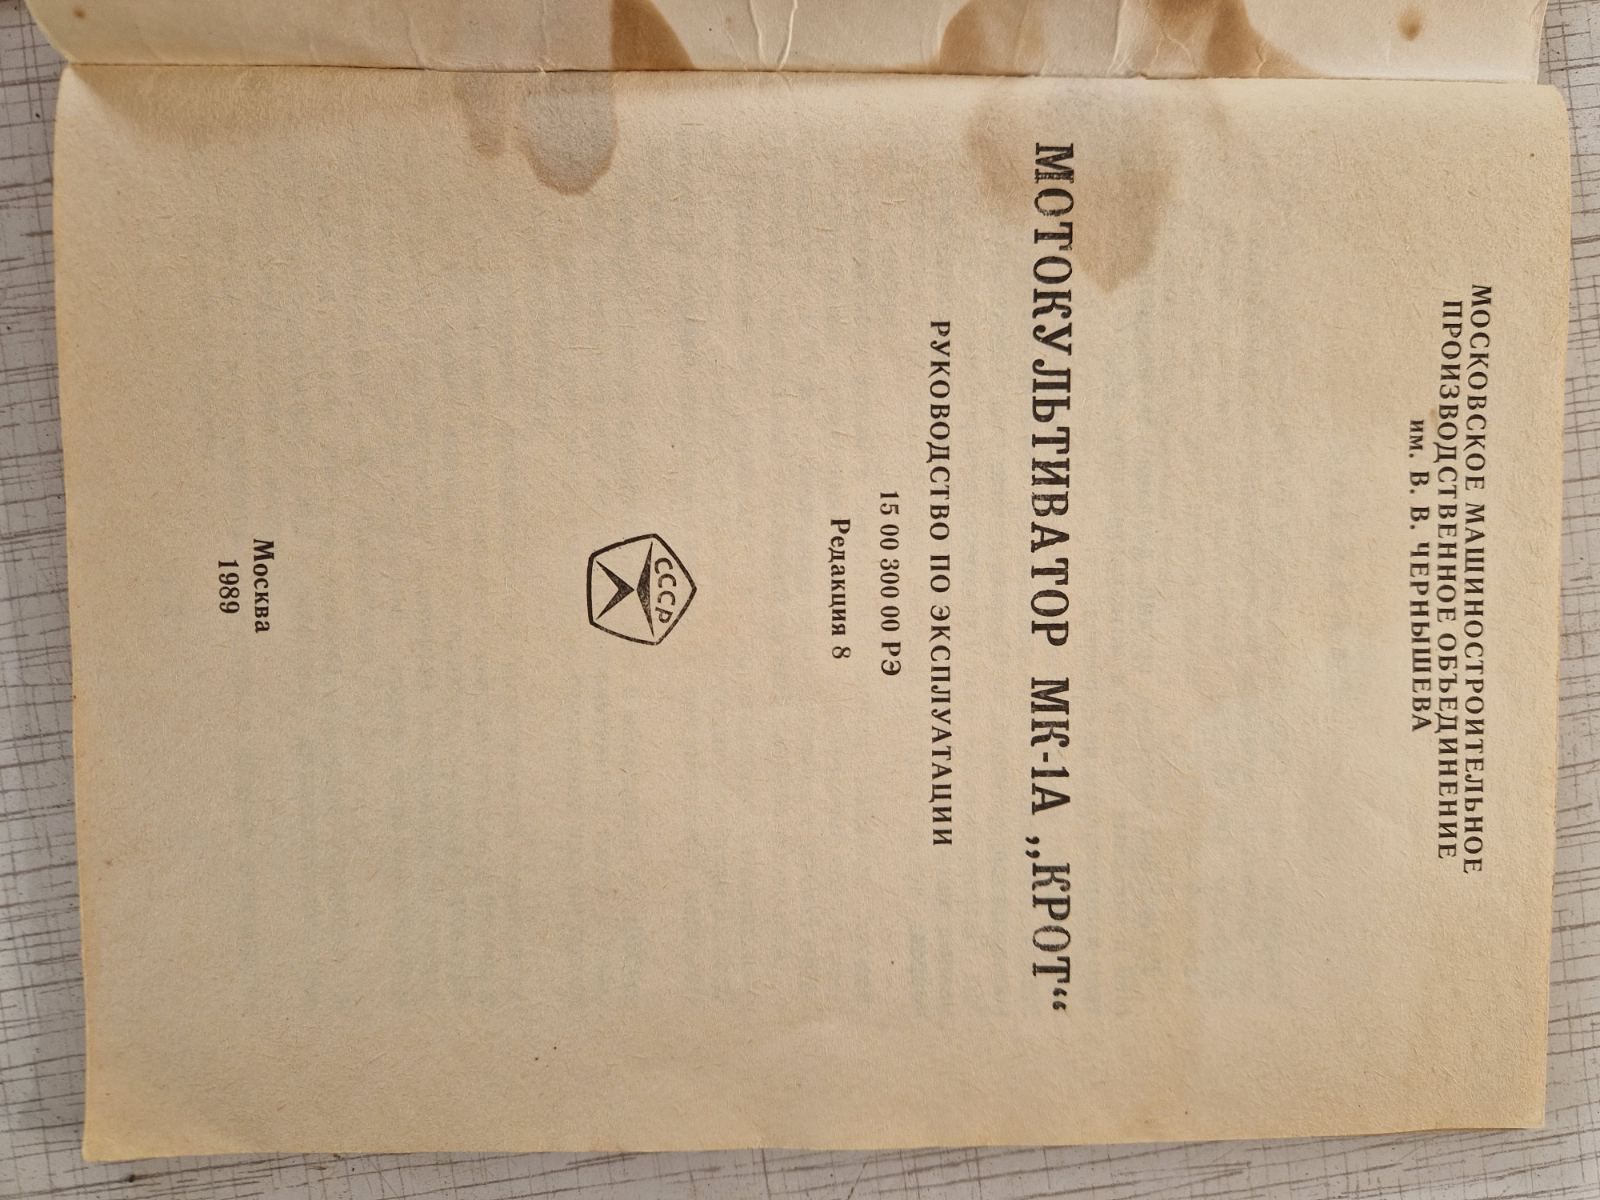 МОСКОВСКОЕ МАШИНОСТРОИТЕЛЬНОЕ
ПРОИЗВОДСТВЕННОЕ ОБЪЕДИНЕНИЕ
им. В. В. ЧЕРНЫШЕВА
МОТОКУЛЬТИВАТОР МК-1А „КРОТ“
РУКОВОДСТВО ПО ЭКСПЛУАТАЦИИ
15 00 300 00 РЭ
Редакция 8
СССР
Москва
1989